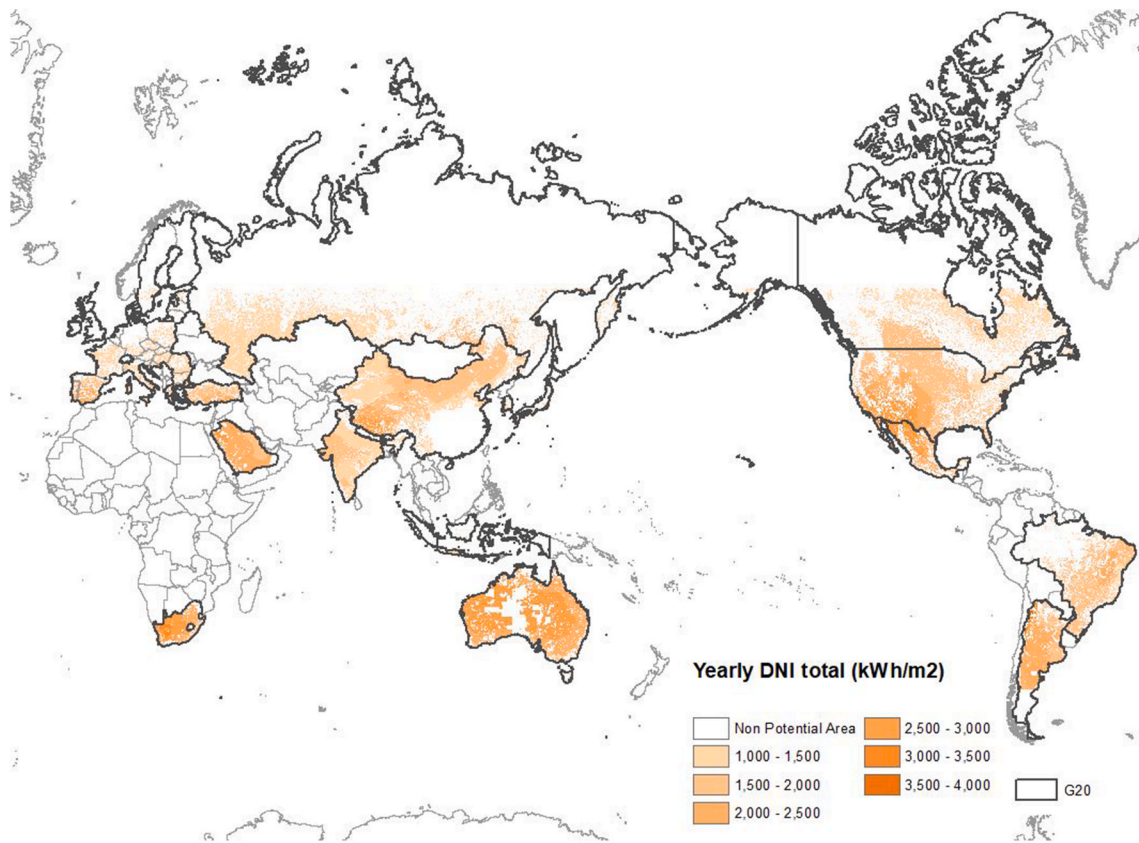 Yearly DNI total (kWh/m2)
Non Potential Area
1,000 - 1,500
1,500 - 2,000
2,000 - 2,500
2,500 - 3,000
3,000 - 3,500
3,500 - 4,000
G20